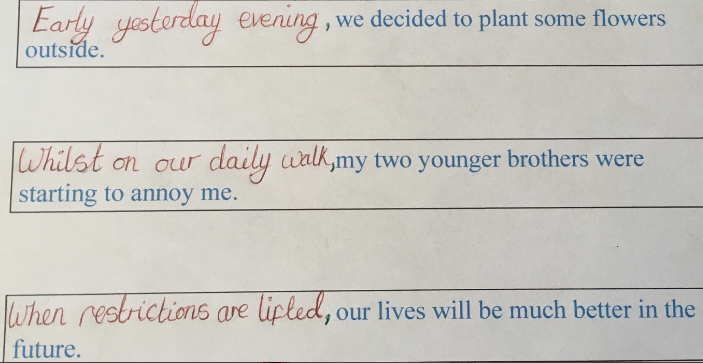 Early yesterday evening, we decided to plant some flowers
outside.
Whilst on our daily walk,my two younger brothers were
starting to annoy me.
When restrictions are lifted, our lives will be much better in the
future.